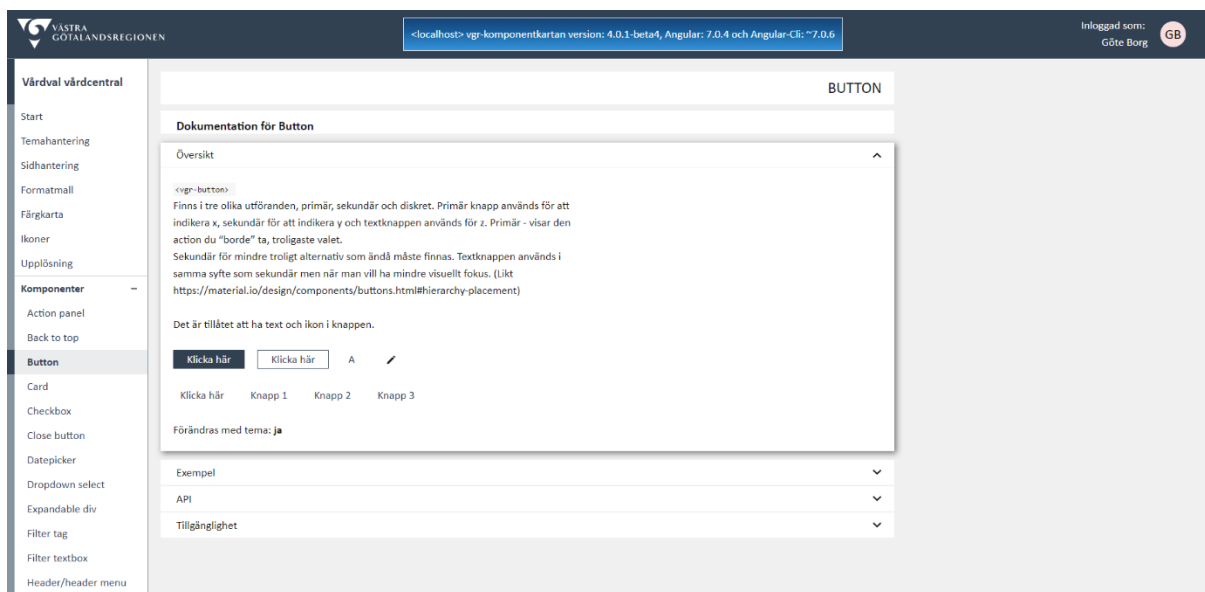 VÄSTRA
GÖTALANDSREGIONEN
<localhost> vgr-komponentkartan version: 4.0.1-beta4, Angular: 7.0.4 och Angular-Cli: ~7.0.6
Inloggad som:
Göte Borg
GB
Vårdval vårdcentral
Start
Temahantering
Sidhantering
Formatmall
Färgkarta
Ikoner
Upplösning
Komponenter
Action panel
Back to top
Button
Card
Checkbox
Close button
Datepicker
Dropdown select
Expandable div
Filter tag
Filter textbox
Header/header menu
BUTTON
Dokumentation för Button
Översikt
<vgr-button>
Finns i tre olika utföranden, primär, sekundär och diskret. Primär knapp används för att
indikera x, sekundär för att indikera y och textknappen används för z. Primär - visar den
action du “borde” ta, troligaste valet.
Sekundär för mindre troligt alternativ som ändå måste finnas. Textknappen används i
samma syfte som sekundär men när man vill ha mindre visuellt fokus. (Likt
https://material.io/design/components/buttons.html#hierarchy-placement)
Det är tillåtet att ha text och ikon i knappen.
Klicka här Klicka här A
Klicka här Knapp 1 Knapp 2 Knapp 3
Förändras med tema: ja
Exempel
API
Tillgänglighet